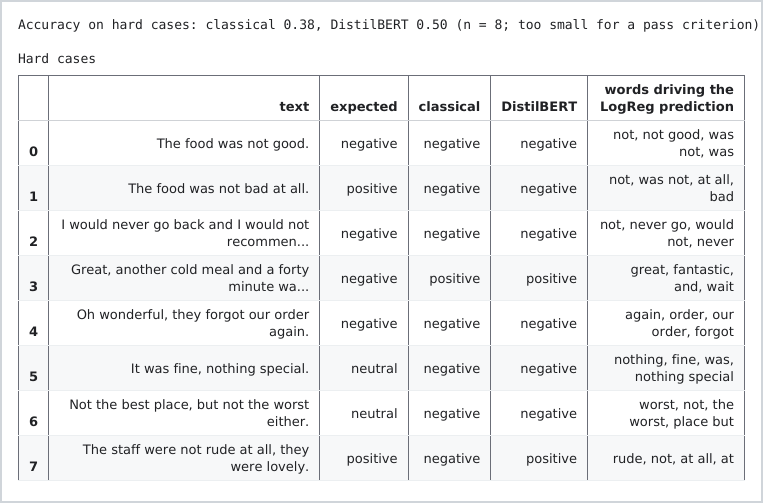 Accuracy on hard cases: classical 0.38, DistilBERT 0.50 (n = 8; too small for a pass criterion)
Hard cases
text expected classical DistilBERT words driving the LogReg prediction
0 The food was not good. negative negative negative not, not good, was not, was
1 The food was not bad at all. positive negative negative not, was not, at all, bad
2 I would never go back and I would not recommen... negative negative negative not, never go, would not, never
3 Great, another cold meal and a forty minute wa... negative positive positive great, fantastic, and, wait
4 Oh wonderful, they forgot our order again. negative negative negative again, order, our order, forgot
5 It was fine, nothing special. neutral negative negative nothing, fine, was, nothing special
6 Not the best place, but not the worst either. neutral negative negative worst, not, the worst, place but
7 The staff were not rude at all, they were lovely. positive negative positive rude, not, at all, at